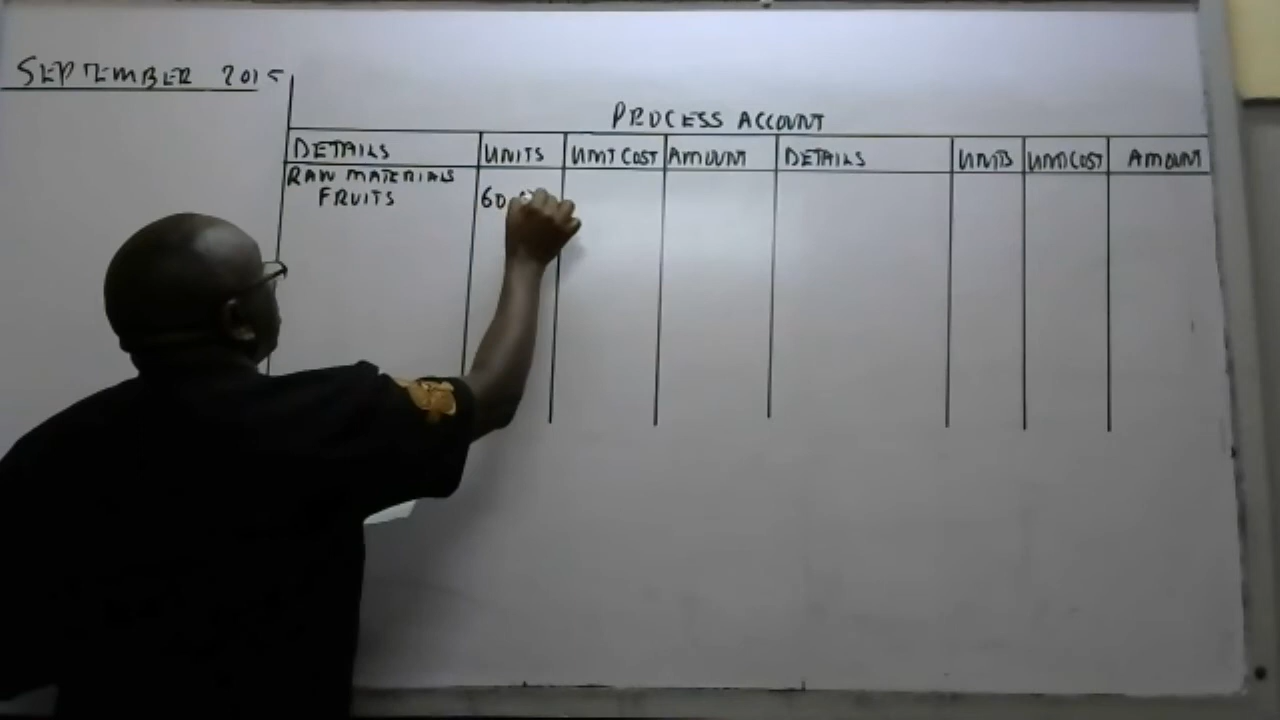 SEPTEMBER 2015
PROCESS ACCOUNT
DETAILS UNITS UNIT COST AMOUNT DETAILS UNITS UNIT COST AMOUNT
RAW MATERIALS
FRUITS